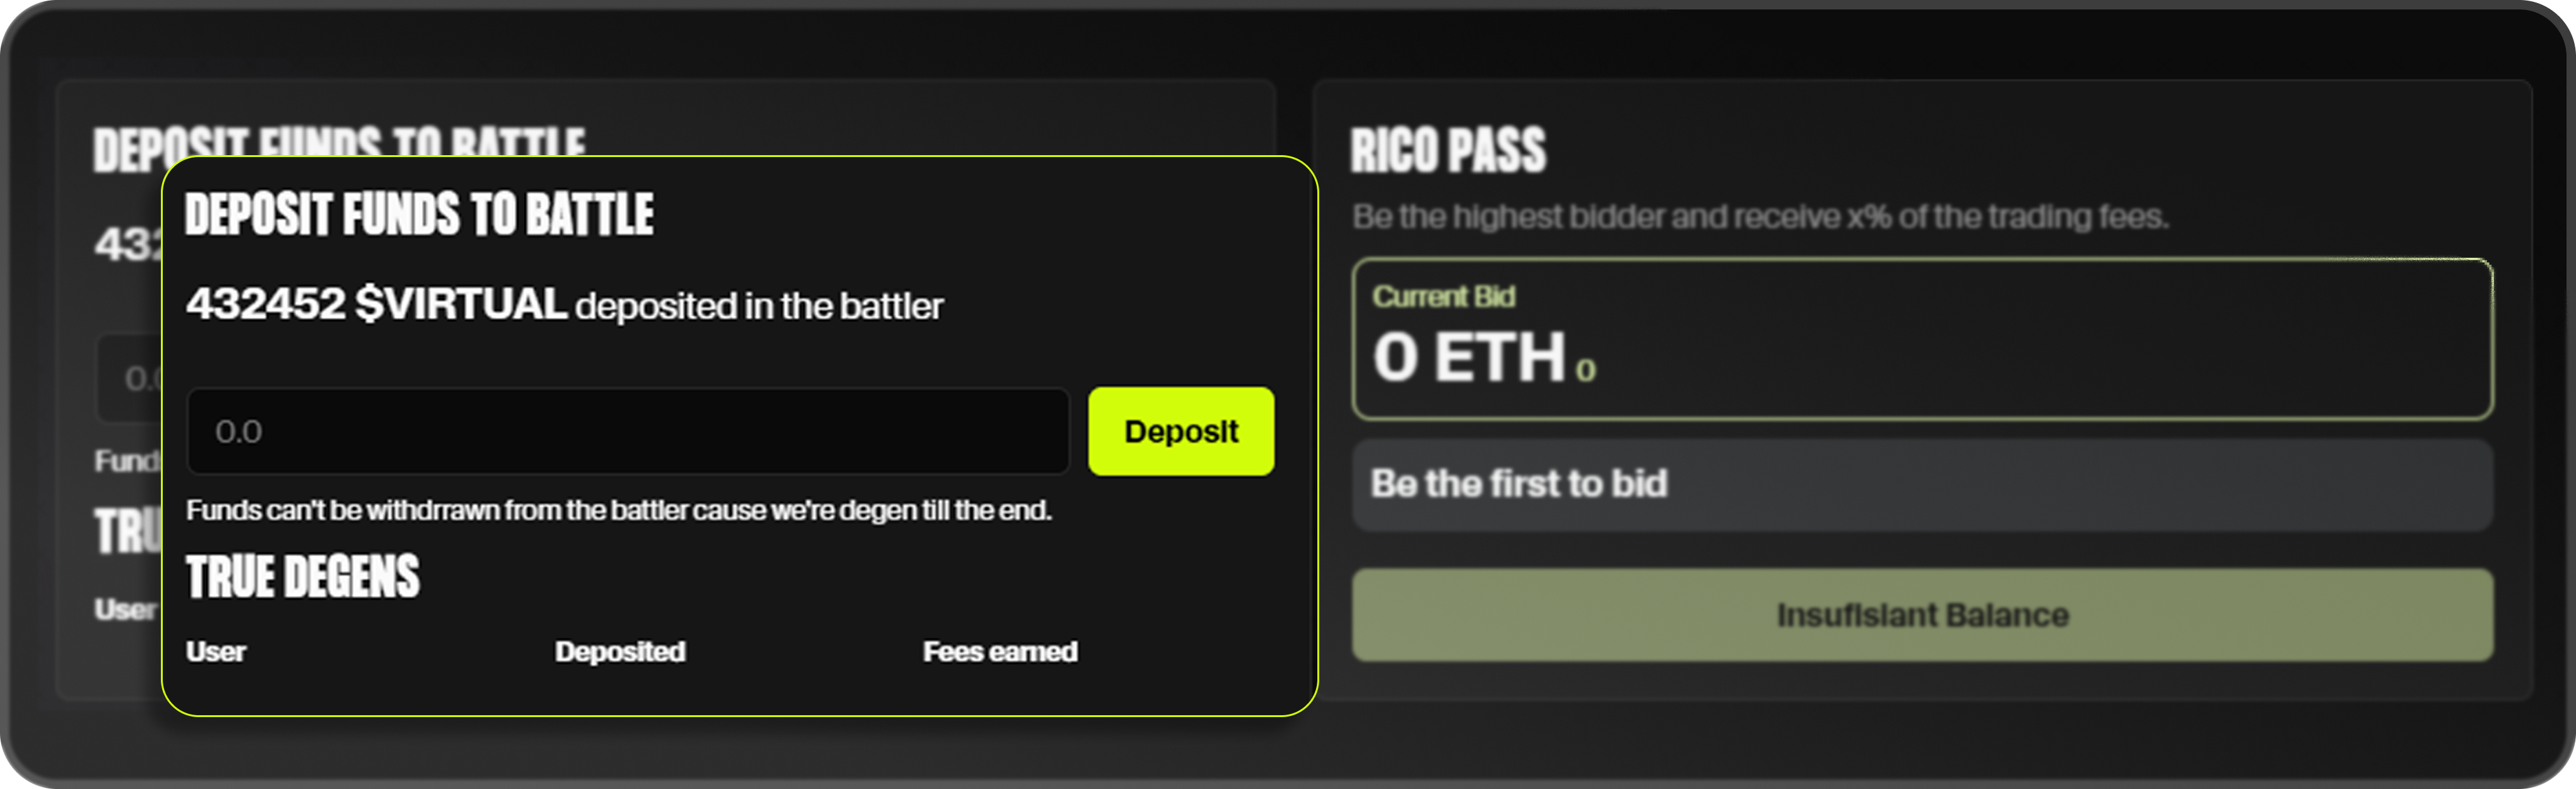 DEPOSIT FUNDS TO BATTLE
432
0.0
Fund
TRU
User
DEPOSIT FUNDS TO BATTLE
432452 $VIRTUAL deposited in the battler
0.0
Deposit
Funds can't be withdrrawn from the battler cause we're degen till the end.
TRUE DEGENS
User
Deposited
Fees earned
RICO PASS
Be the highest bidder and receive x% of the trading fees.
Current Bid
0 ETH 0
Be the first to bid
Insufisiant Balance